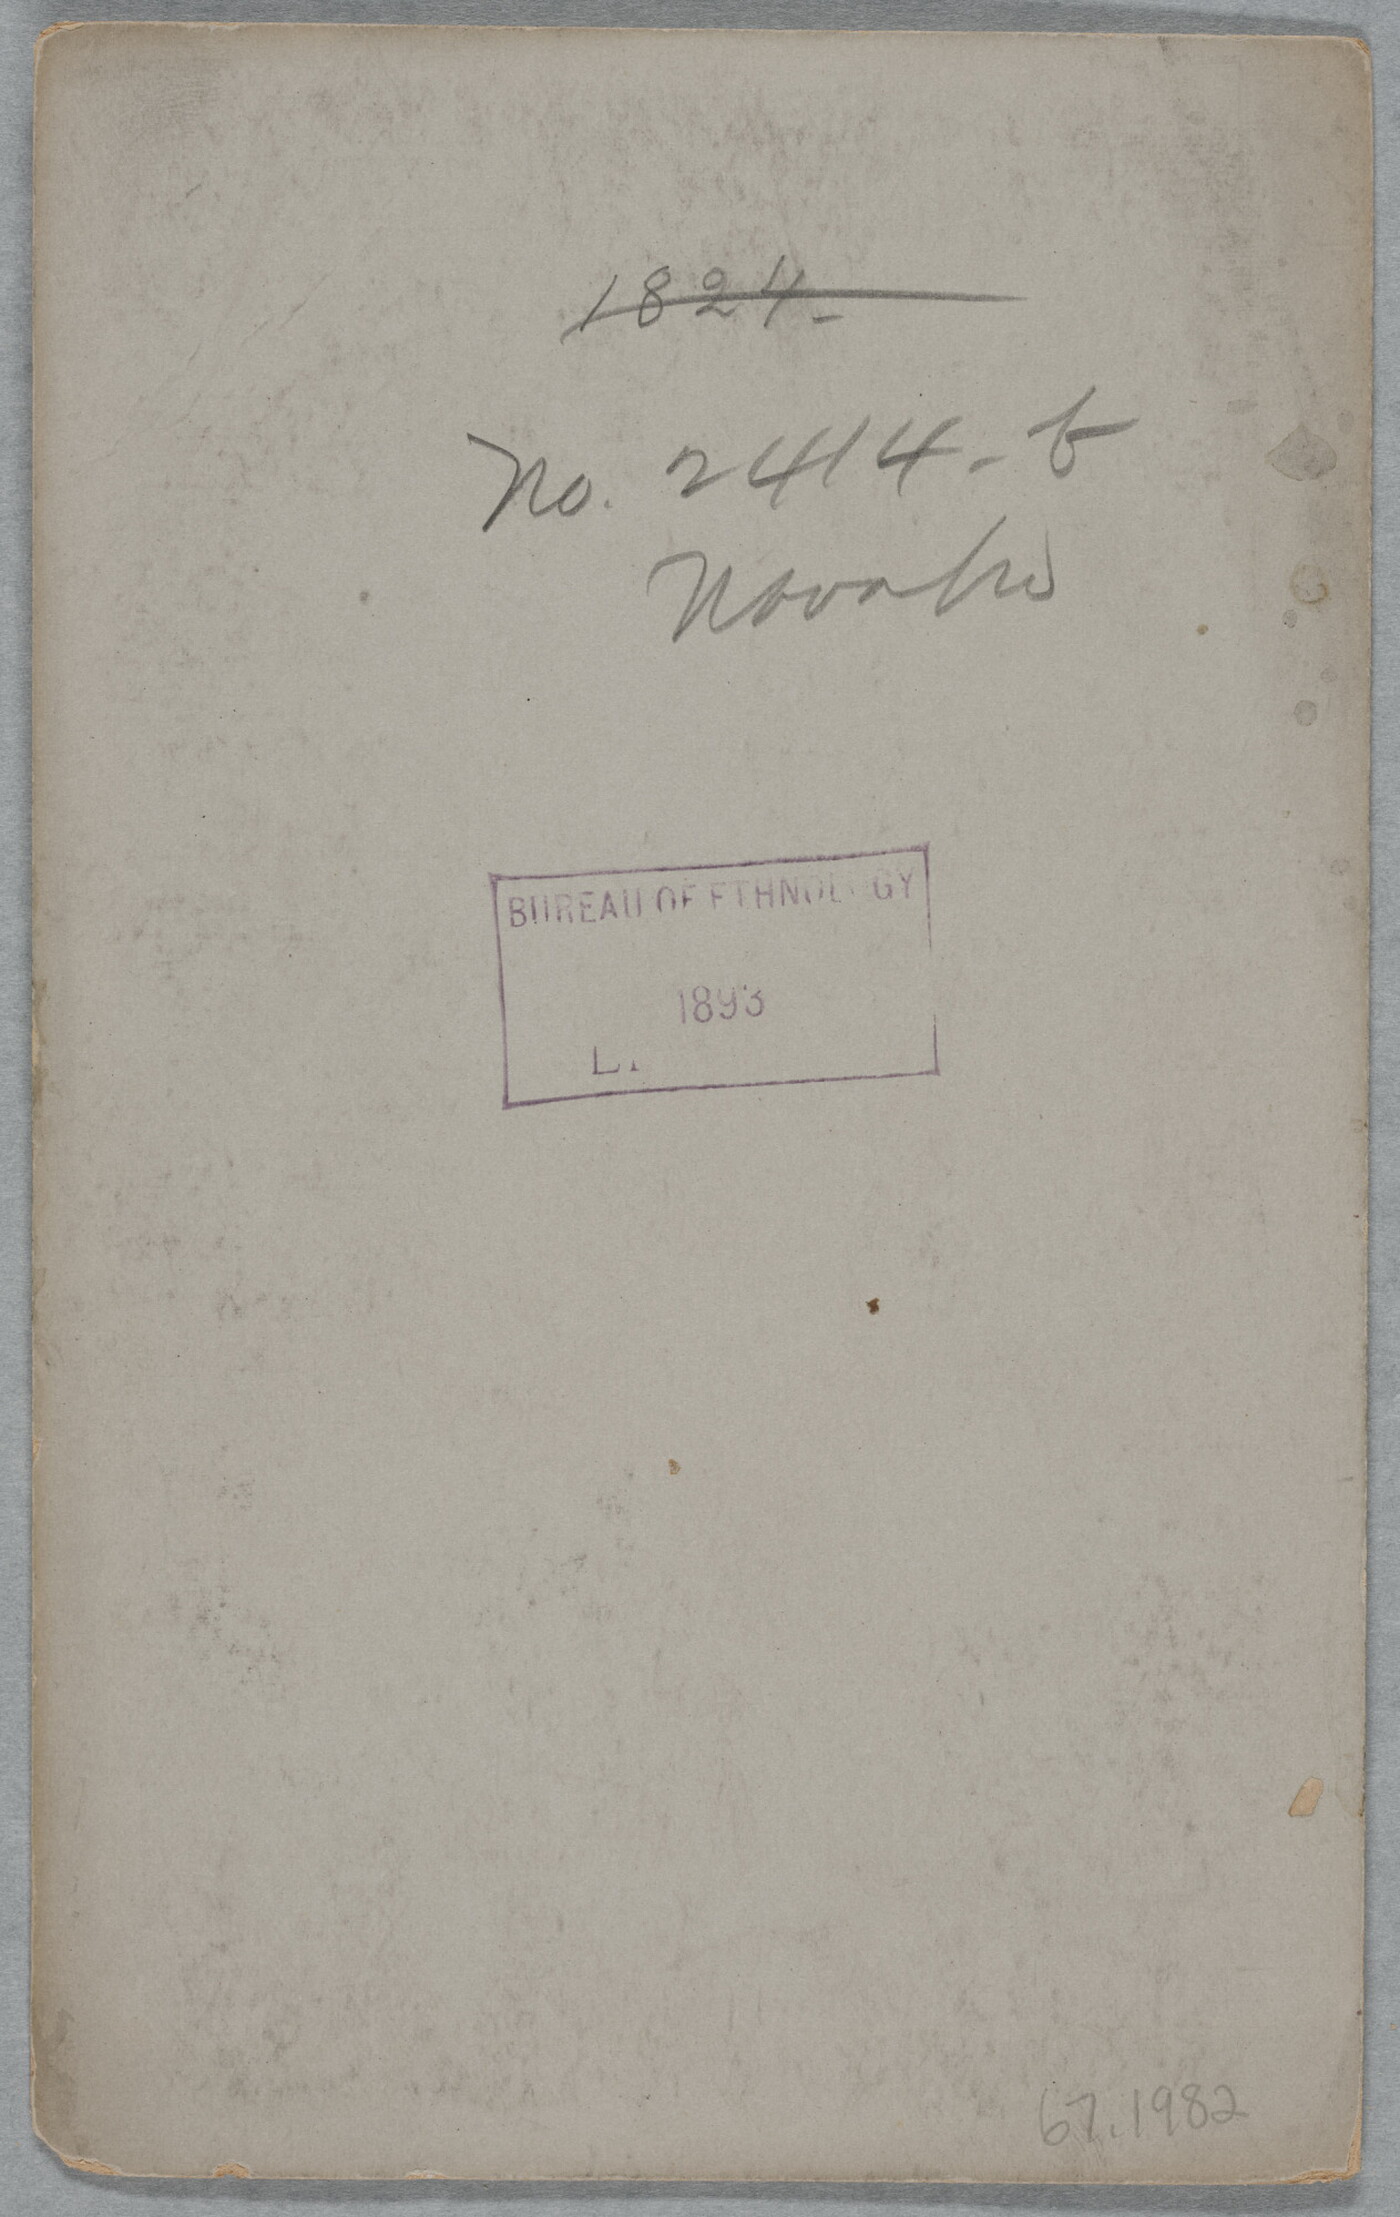 1824-
No. 2414-b
Navaho
BUREAU OF ETHNOLOGY
1893
67.1982